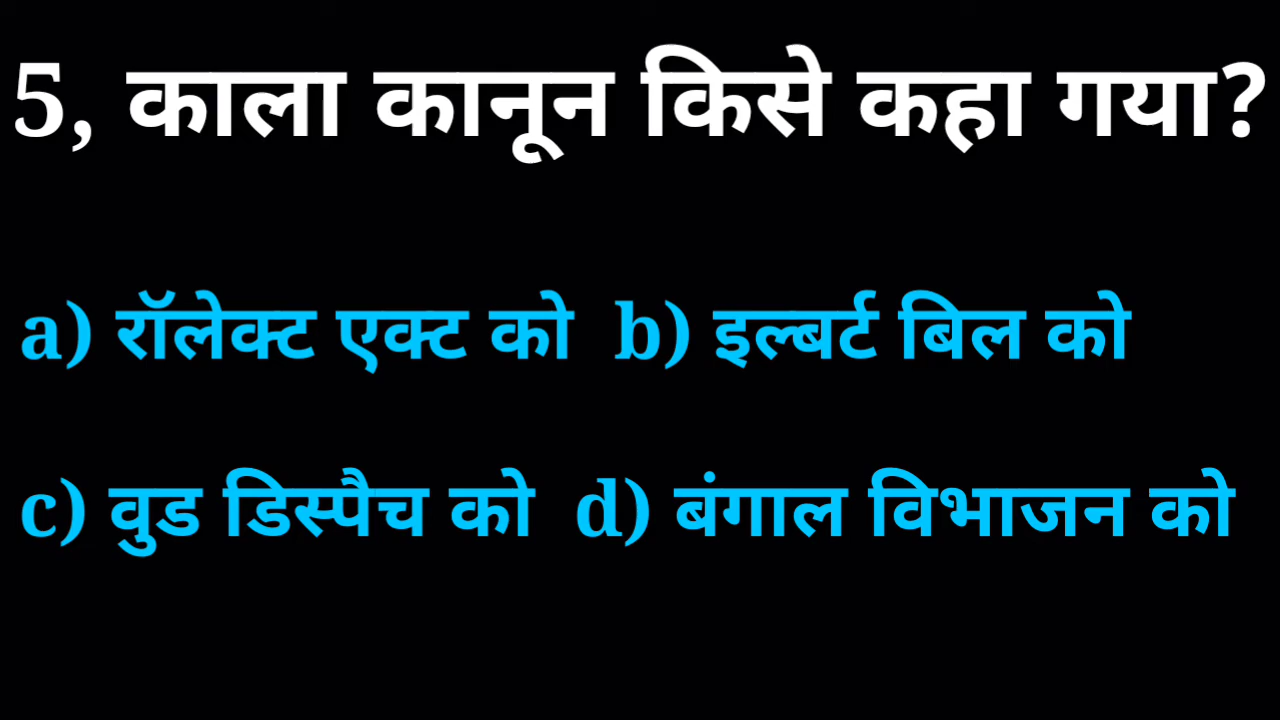 5, काला कानून किसे कहा गया?
a) रॉलेक्ट एक्ट को b) इल्बर्ट बिल को
c) वुड डिस्पैच को d) बंगाल विभाजन को